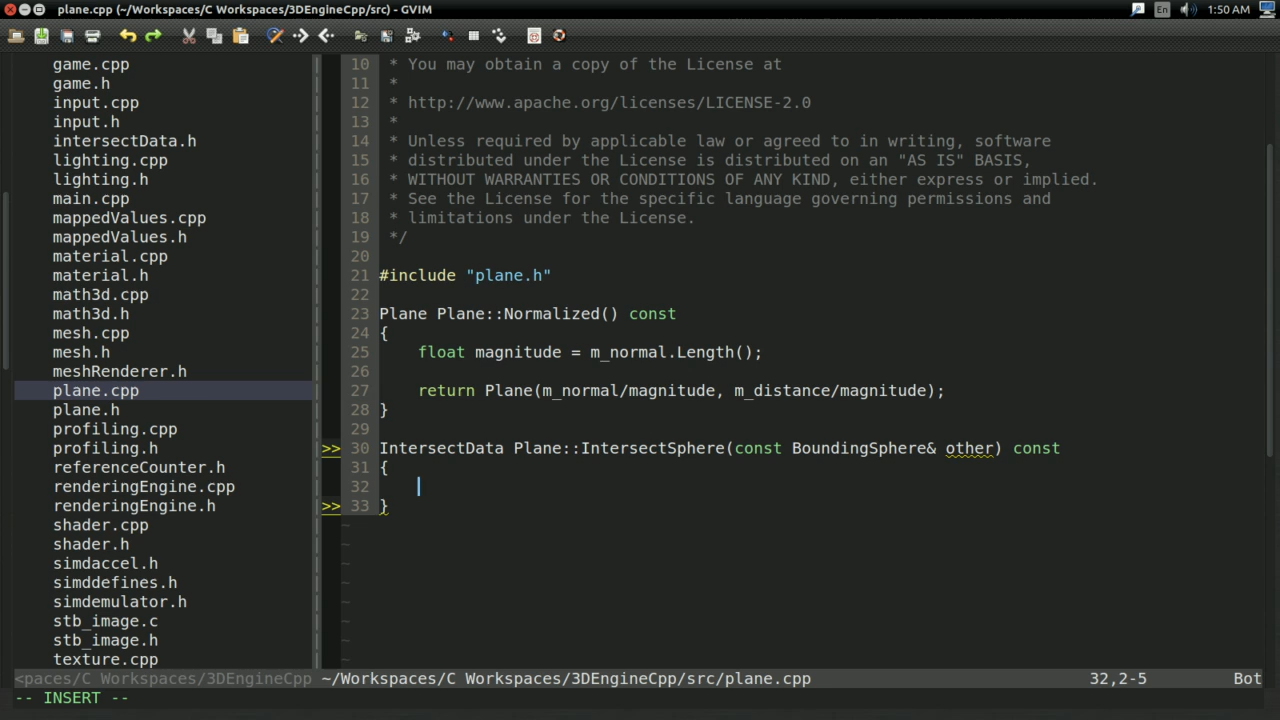 plane.cpp (~/Workspaces/C Workspaces/3DEngineCpp/src) - GVIM
En
1:50 AM
game.cpp
game.h
input.cpp
input.h
intersectData.h
lighting.cpp
lighting.h
main.cpp
mappedValues.cpp
mappedValues.h
material.cpp
material.h
math3d.cpp
math3d.h
mesh.cpp
mesh.h
meshRenderer.h
plane.cpp
plane.h
profiling.cpp
profiling.h
referenceCounter.h
renderingEngine.cpp
renderingEngine.h
shader.cpp
shader.h
simdaccel.h
simddefines.h
simdemulator.h
stb_image.c
stb_image.h
texture.cpp
10 * You may obtain a copy of the License at
11 *
12 * http://www.apache.org/licenses/LICENSE-2.0
13 *
14 * Unless required by applicable law or agreed to in writing, software
15 * distributed under the License is distributed on an "AS IS" BASIS,
16 * WITHOUT WARRANTIES OR CONDITIONS OF ANY KIND, either express or implied.
17 * See the License for the specific language governing permissions and
18 * limitations under the License.
19 */
20
21 #include "plane.h"
22
23 Plane Plane::Normalized() const
24 {
25 float magnitude = m_normal.Length();
26
27 return Plane(m_normal/magnitude, m_distance/magnitude);
28 }
29
>> 30 IntersectData Plane::IntersectSphere(const BoundingSphere& other) const
31 {
32
>> 33 }
~
~
~
~
~
~
~
~
<paces/C Workspaces/3DEngineCpp ~/Workspaces/C Workspaces/3DEngineCpp/src/plane.cpp 32,2-5 Bot
-- INSERT --